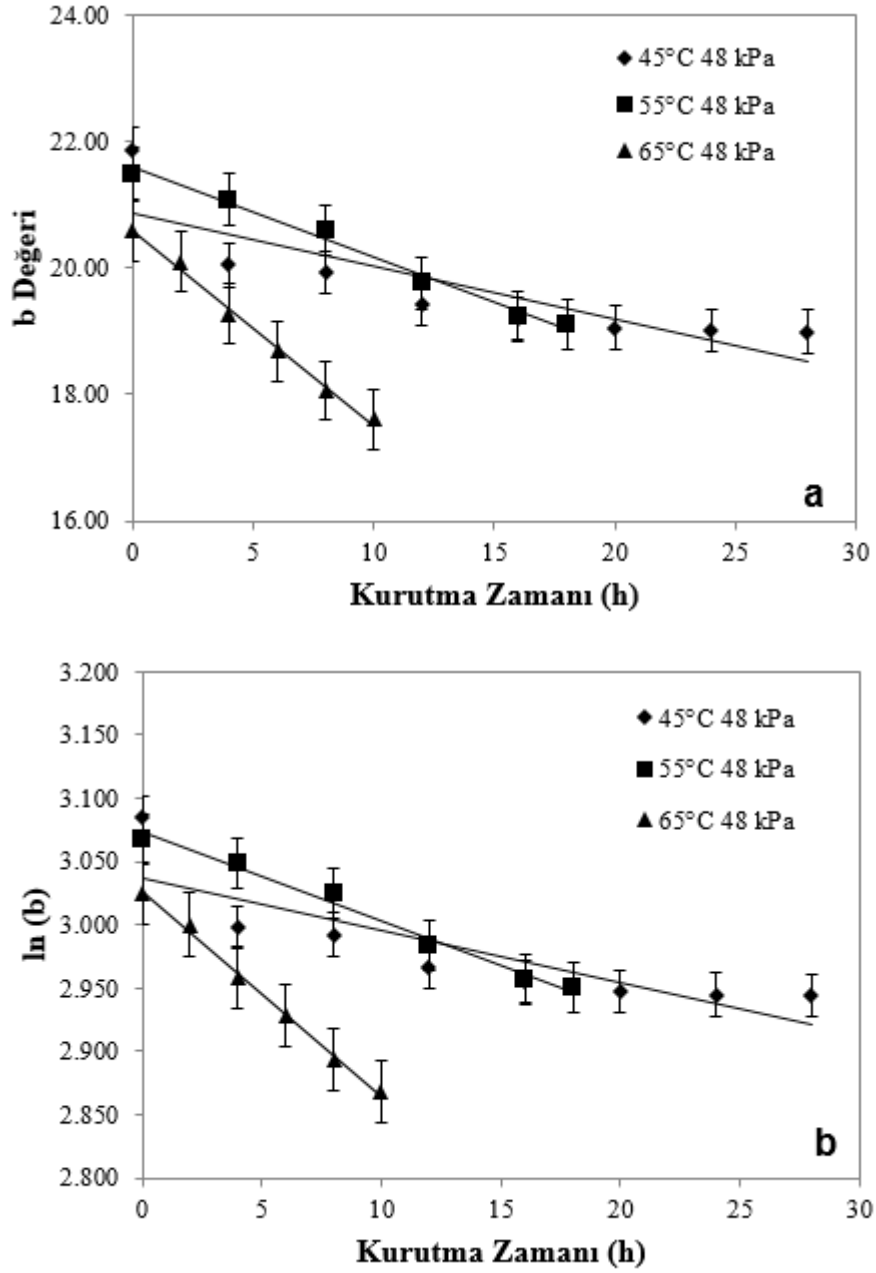 24.00
22.00
20.00
18.00
16.00
b Değeri
45°C 48 kPa
55°C 48 kPa
65°C 48 kPa
a
0 5 10 15 20 25 30
Kurutma Zamanı (h)
3.200
3.150
3.100
3.050
3.000
2.950
2.900
2.850
2.800
ln (b)
45°C 48 kPa
55°C 48 kPa
65°C 48 kPa
b
0 5 10 15 20 25 30
Kurutma Zamanı (h)